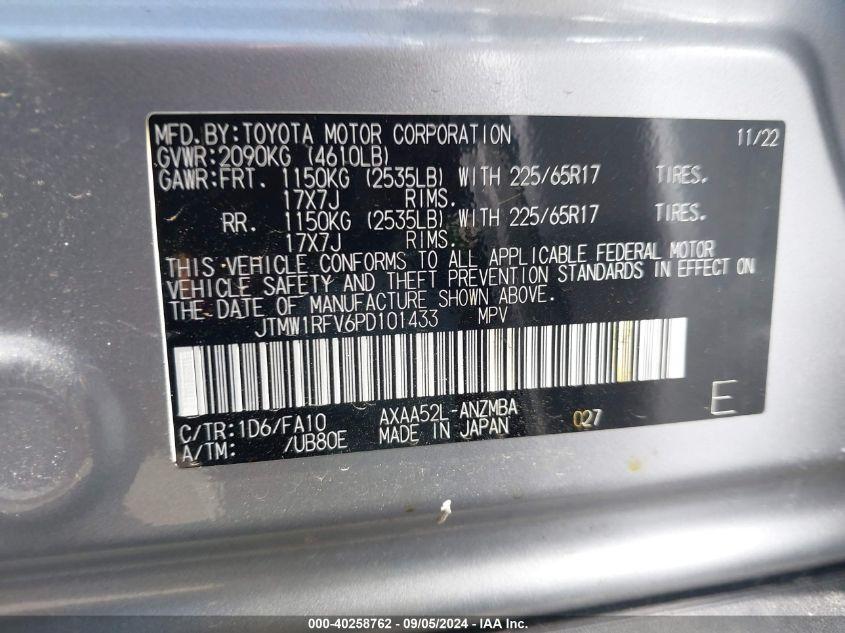 MFD. BY: TOYOTA MOTOR CORPORATION 11/22
GVWR: 2090KG (4610LB)
GAWR: FRT. 1150KG (2535LB) WITH 225/65R17 TIRES.
17X7J RIMS.
RR. 1150KG (2535LB) WITH 225/65R17 TIRES.
17X7J RIMS.
THIS VEHICLE CONFORMS TO ALL APPLICABLE FEDERAL MOTOR
VEHICLE SAFETY AND THEFT PREVENTION STANDARDS IN EFFECT ON
THE DATE OF MANUFACTURE SHOWN ABOVE.
JTMW1RFV6PD101433 MPV
C/TR: 1D6/FA10 AXAA52L-ANZMBA 027 E
A/TM: /UB80E MADE IN JAPAN
000-40258762 - 09/05/2024 - IAA Inc.